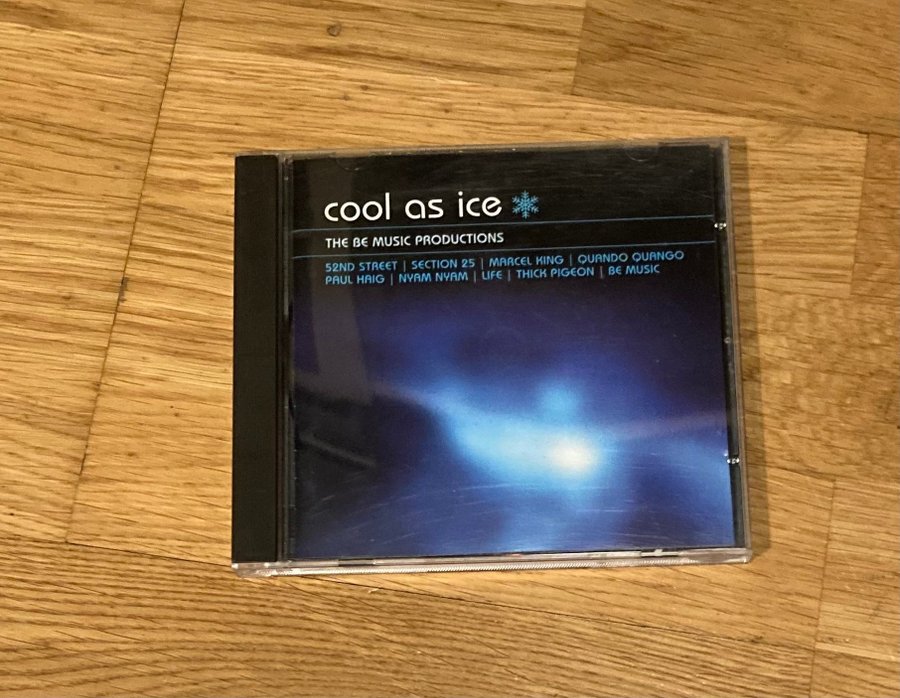 cool as ice
THE BE MUSIC PRODUCTIONS
52ND STREET | SECTION 25 | MARCEL KING | QUANDO QUANGO
PAUL HAIG | NYAM NYAM | LIFE | THICK PIGEON | BE MUSIC